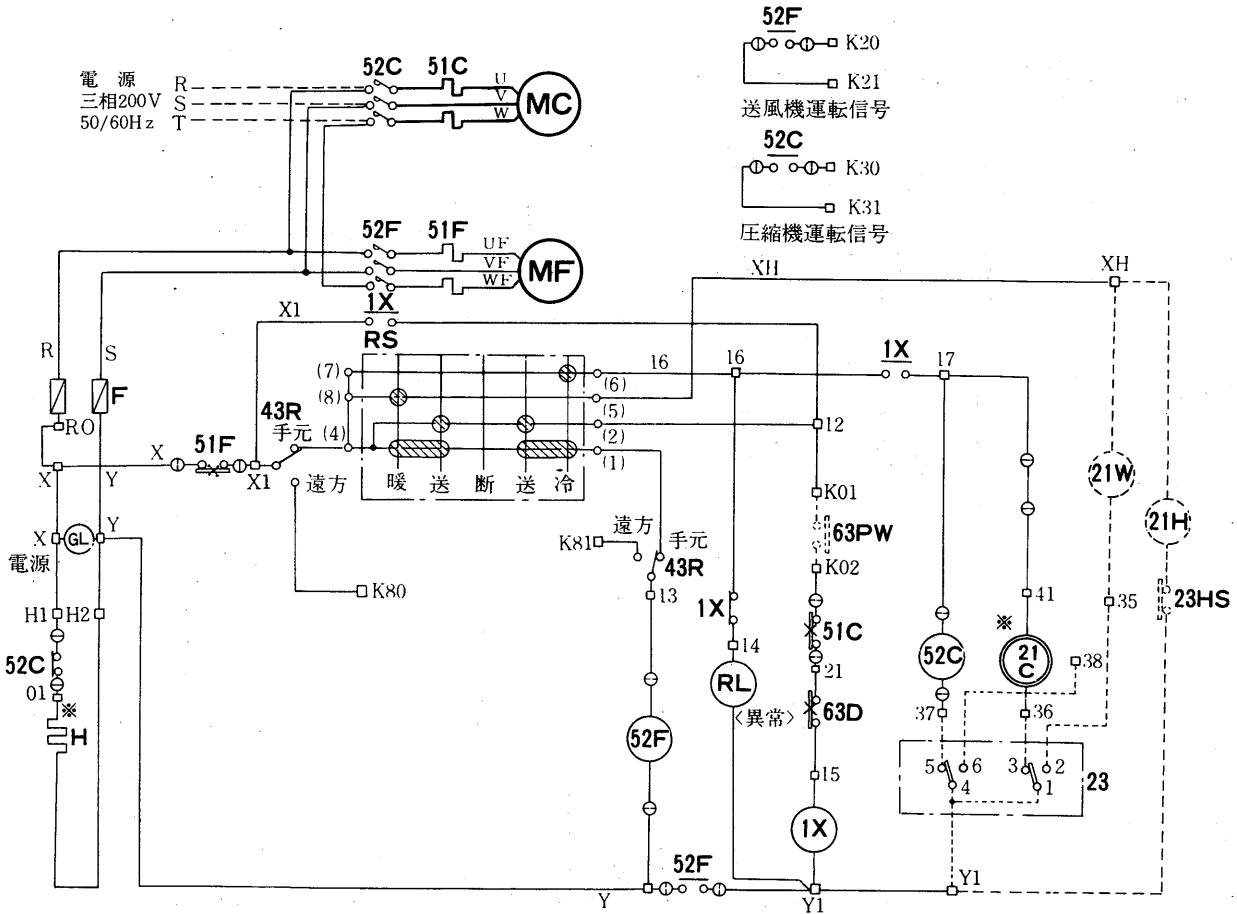 52F
K20
K21
送風機運転信号
52C
K30
K31
圧縮機運転信号
電源
三相200V
50/60Hz
R
S
T
52C
51C
U
V
W
MC
52F
51F
UF
VF
WF
MF
XH
XH
X1
1X
RS
R
S
F
RO
(7)
(8)
(4)
(6)
(5)
(2)
(1)
16
16
1X
17
43R
手元
遠方
暖 送 断 送 冷
12
X
51F
X1
X
Y
K01
63PW
K02
21W
21H
23HS
X
GL
Y
電源
K80
遠方
手元
K81
43R
13
H1
H2
52C
01
※
H
1X
14
RL
〈異常〉
51C
21
63D
15
1X
52C
37
41
※
21
C
36
38
35
52F
5
6
4
3
2
1
23
Y
52F
Y1
Y1